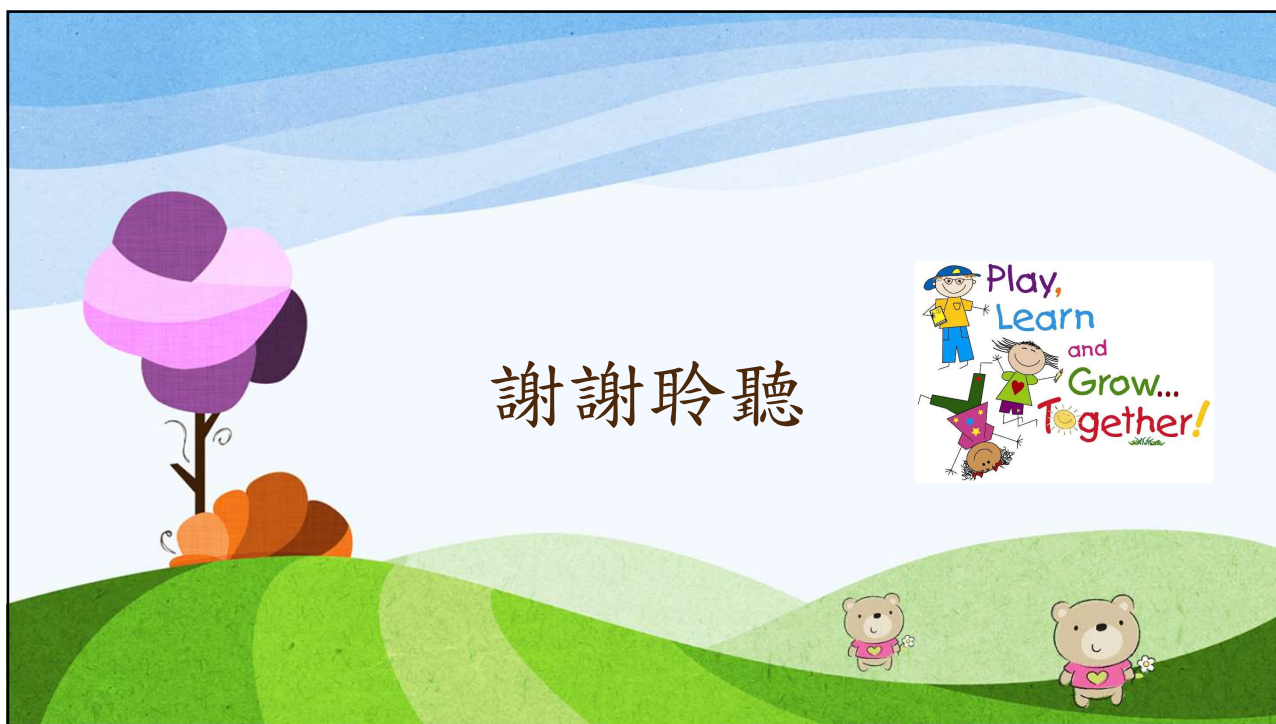 謝謝聆聽
Play,
Learn
and
Grow...
Together!